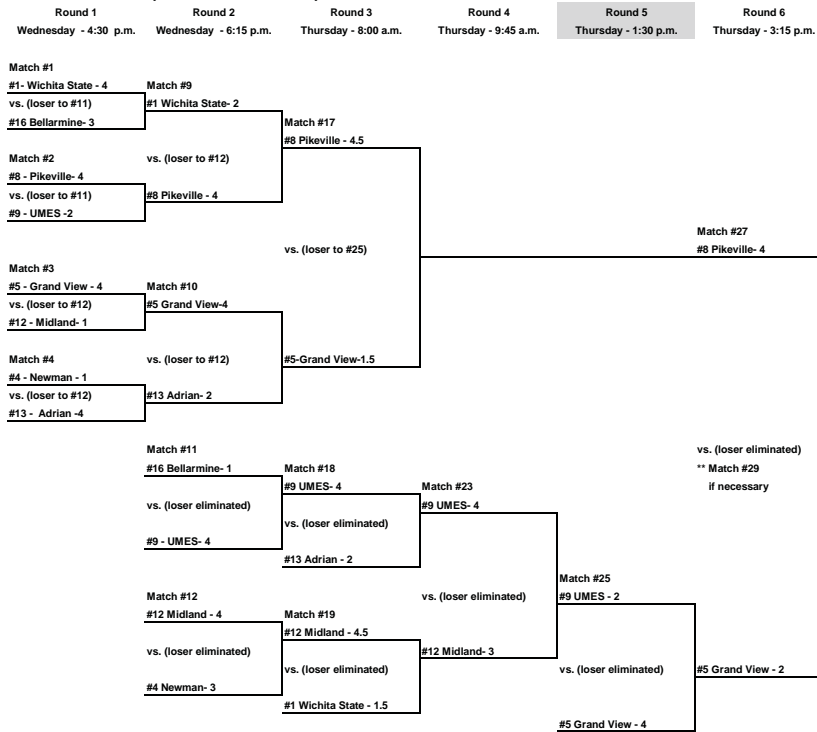 Round 1 Round 2 Round 3 Round 4 Round 5 Round 6
Wednesday - 4:30 p.m. Wednesday - 6:15 p.m. Thursday - 8:00 a.m. Thursday - 9:45 a.m. Thursday - 1:30 p.m. Thursday - 3:15 p.m.
Match #1
#1- Wichita State - 4 Match #9
vs. (loser to #11) #1 Wichita State- 2
#16 Bellarmine- 3 Match #17
#8 Pikeville - 4.5
Match #2 vs. (loser to #12)
#8 - Pikeville- 4
vs. (loser to #11) #8 Pikeville - 4
#9 - UMES -2
Match #27
vs. (loser to #25) #8 Pikeville- 4
Match #3
#5 - Grand View - 4 Match #10
vs. (loser to #12) #5 Grand View-4
#12 - Midland- 1
Match #4 vs. (loser to #12) #5-Grand View-1.5
#4 - Newman - 1
vs. (loser to #12) #13 Adrian- 2
#13 - Adrian -4
Match #11 vs. (loser eliminated)
#16 Bellarmine- 1 Match #18 ** Match #29
#9 UMES- 4 Match #23 if necessary
vs. (loser eliminated) #9 UMES- 4
vs. (loser eliminated)
#9 - UMES- 4
#13 Adrian - 2
Match #25
Match #12 vs. (loser eliminated) #9 UMES - 2
#12 Midland - 4 Match #19
#12 Midland - 4.5
vs. (loser eliminated) #12 Midland- 3
vs. (loser eliminated) vs. (loser eliminated) #5 Grand View - 2
#4 Newman- 3
#1 Wichita State - 1.5
#5 Grand View - 4